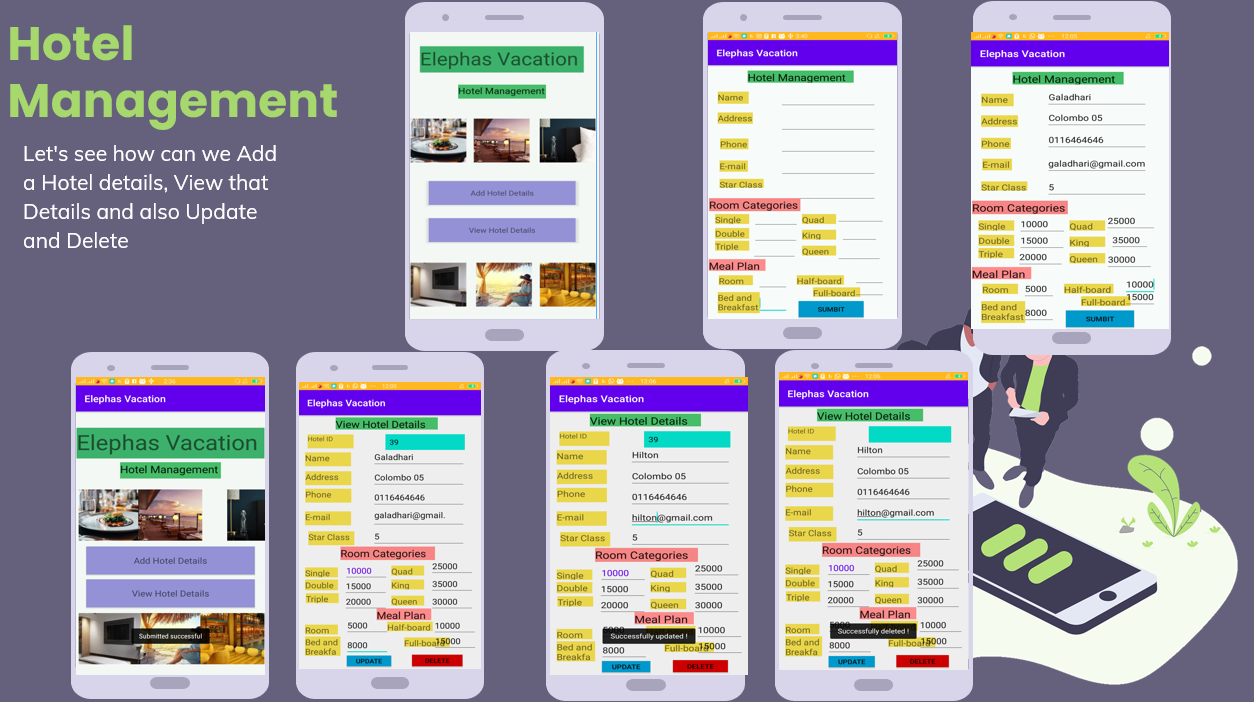 Hotel
Management
Let's see how can we Add
a Hotel details, View that
Details and also Update
and Delete
Elephas Vacation
Hotel Management
Add Hotel Details
View Hotel Details
Elephas Vacation
Hotel Management
Name
Address
Phone
E-mail
Star Class
Room Categories
Single Quad
Double King
Triple Queen
Meal Plan
Room Half-board
Full-board
Bed and
Breakfast
SUMBIT
12:05
Elephas Vacation
Hotel Management
Name Galadhari
Address Colombo 05
Phone 0116464646
E-mail galadhari@gmail.com
Star Class 5
Room Categories
Single 10000 Quad 25000
Double 15000 King 35000
Triple 20000 Queen 30000
Meal Plan
Room 5000 Half-board 10000
Full-board 15000
Bed and
Breakfast 8000
SUMBIT
Elephas Vacation
Elephas Vacation
Hotel Management
Add Hotel Details
View Hotel Details
Submitted successful
12:05
Elephas Vacation
View Hotel Details
Hotel ID 39
Name Galadhari
Address Colombo 05
Phone 0116464646
E-mail galadhari@gmail.
Star Class 5
Room Categories
Single 10000 Quad 25000
Double 15000 King 35000
Triple 20000 Queen 30000
Meal Plan
Room 5000 Half-board 10000
Bed and
Breakfa 8000 Full-board 15000
UPDATE DELETE
12:06
Elephas Vacation
View Hotel Details
Hotel ID 39
Name Hilton
Address Colombo 05
Phone 0116464646
E-mail hilton@gmail.com
Star Class 5
Room Categories
Single 10000 Quad 25000
Double 15000 King 35000
Triple 20000 Queen 30000
Meal Plan
Room 10000
Successfully updated !
Bed and
Breakfa 8000 Full-board 15000
UPDATE DELETE
12:06
Elephas Vacation
View Hotel Details
Hotel ID
Name Hilton
Address Colombo 05
Phone 0116464646
E-mail hilton@gmail.com
Star Class 5
Room Categories
Single 10000 Quad 25000
Double 15000 King 35000
Triple 20000 Queen 30000
Meal Plan
Room 10000
Successfully deleted !
Bed and
Breakfa 8000 Full-board 15000
UPDATE DELETE